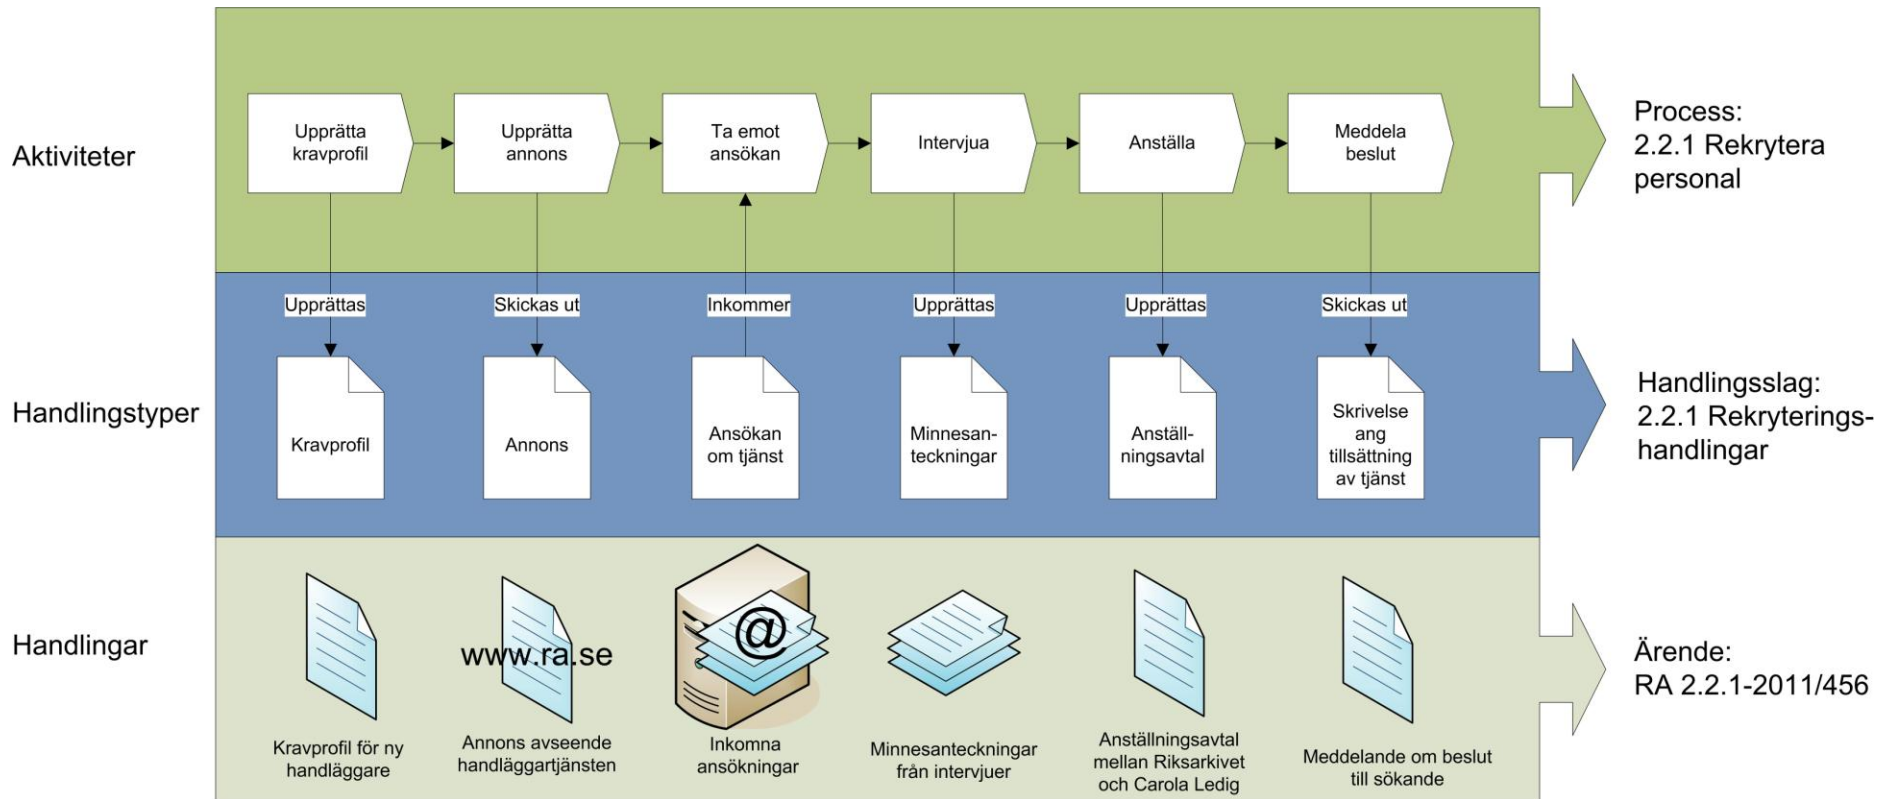 Aktiviteter
Upprätta
kravprofil
Upprätta
annons
Ta emot
ansökan
Intervjua
Anställa
Meddela
beslut
Process:
2.2.1 Rekrytera
personal
Upprättas
Skickas ut
Inkommer
Upprättas
Upprättas
Skickas ut
Handlingstyper
Kravprofil
Annons
Ansökan
om tjänst
Minnesan-
teckningar
Anställ-
ningsavtal
Skrivelse
ang
tillsättning
av tjänst
Handlingsslag:
2.2.1 Rekryterings-
handlingar
Handlingar
www.ra.se
@
Kravprofil för ny
handläggare
Annons avseende
handläggartjänsten
Inkomna
ansökningar
Minnesanteckningar
från intervjuer
Anställningsavtal
mellan Riksarkivet
och Carola Ledig
Meddelande om beslut
till sökande
Ärende:
RA 2.2.1-2011/456